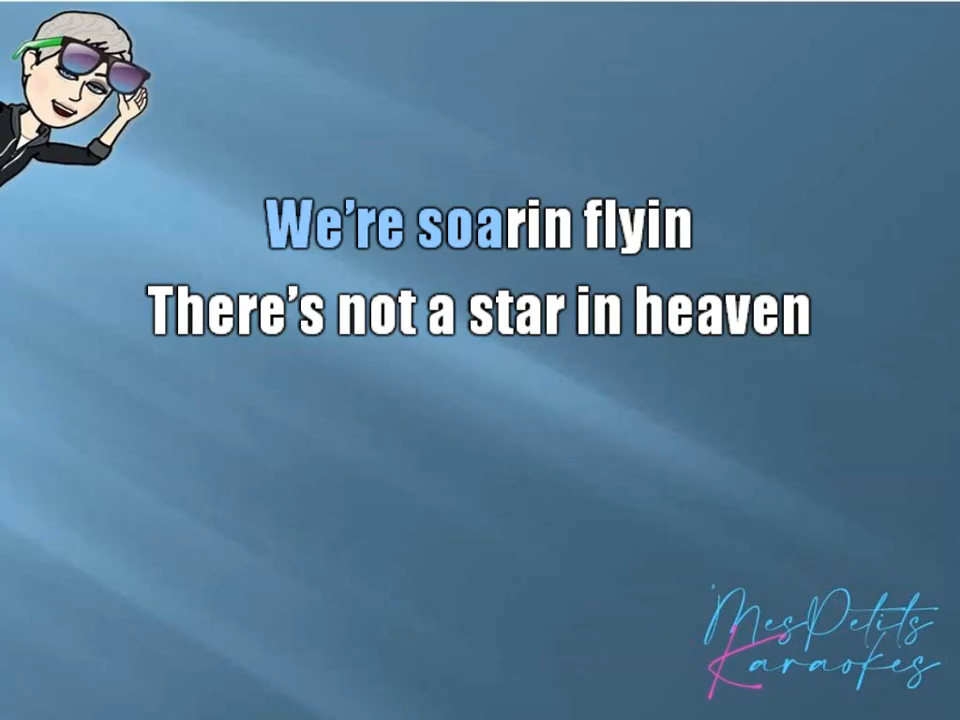 We’re soarin flyin
There’s not a star in heaven
MesPetits
Karaokes